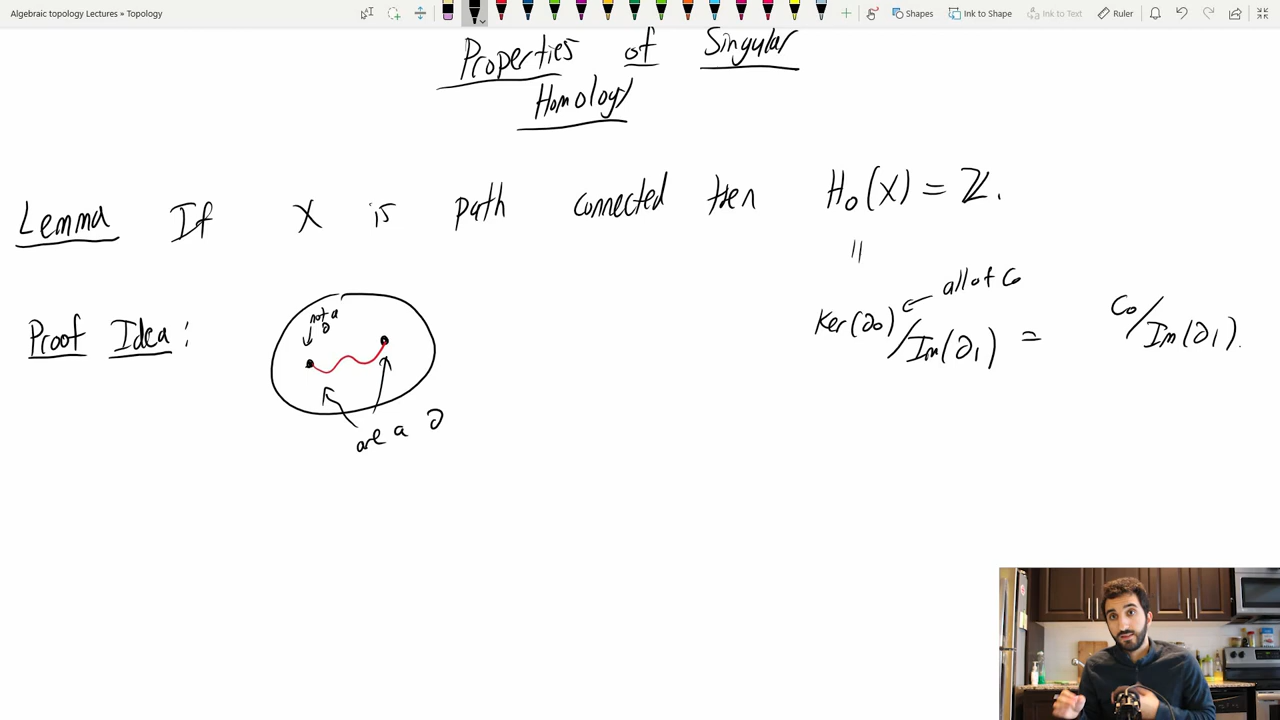 Algebraic topology Lectures » Topology
Shapes
Ink to Shape
Ink to Text
Ruler
Properties of Singular
Homology
Lemma If X is path connected then H₀(X) = ℤ.
||
Ker(∂₀)/Im(∂₁) = C₀/Im(∂₁).
all of C₀
Proof Idea:
not a
∂
are a ∂